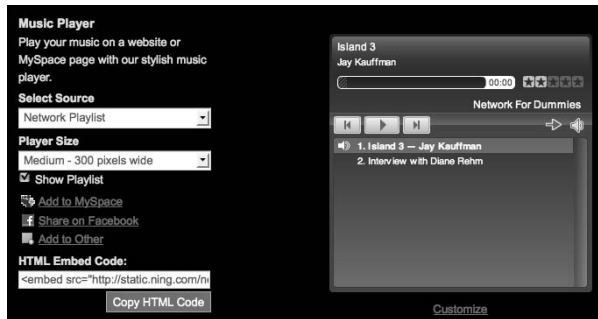 Music Player
Play your music on a website or
MySpace page with our stylish music
player.
Select Source
Network Playlist
Player Size
Medium - 300 pixels wide
Show Playlist
Add to MySpace
Share on Facebook
Add to Other
HTML Embed Code:
<embed src="http://static.ning.com/n
Copy HTML Code
Island 3
Jay Kauffman
00:00
Network For Dummies
1. Island 3 — Jay Kauffman
2. Interview with Diane Rehm
Customize